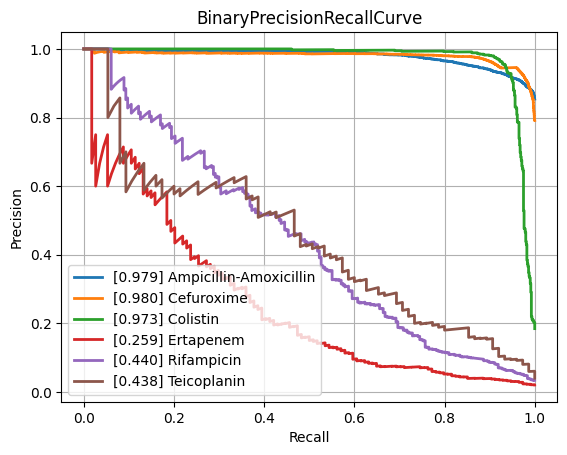 BinaryPrecisionRecallCurve
Precision
1.0
0.8
0.6
0.4
0.2
0.0
[0.979] Ampicillin-Amoxicillin
[0.980] Cefuroxime
[0.973] Colistin
[0.259] Ertapenem
[0.440] Rifampicin
[0.438] Teicoplanin
0.0 0.2 0.4 0.6 0.8 1.0
Recall